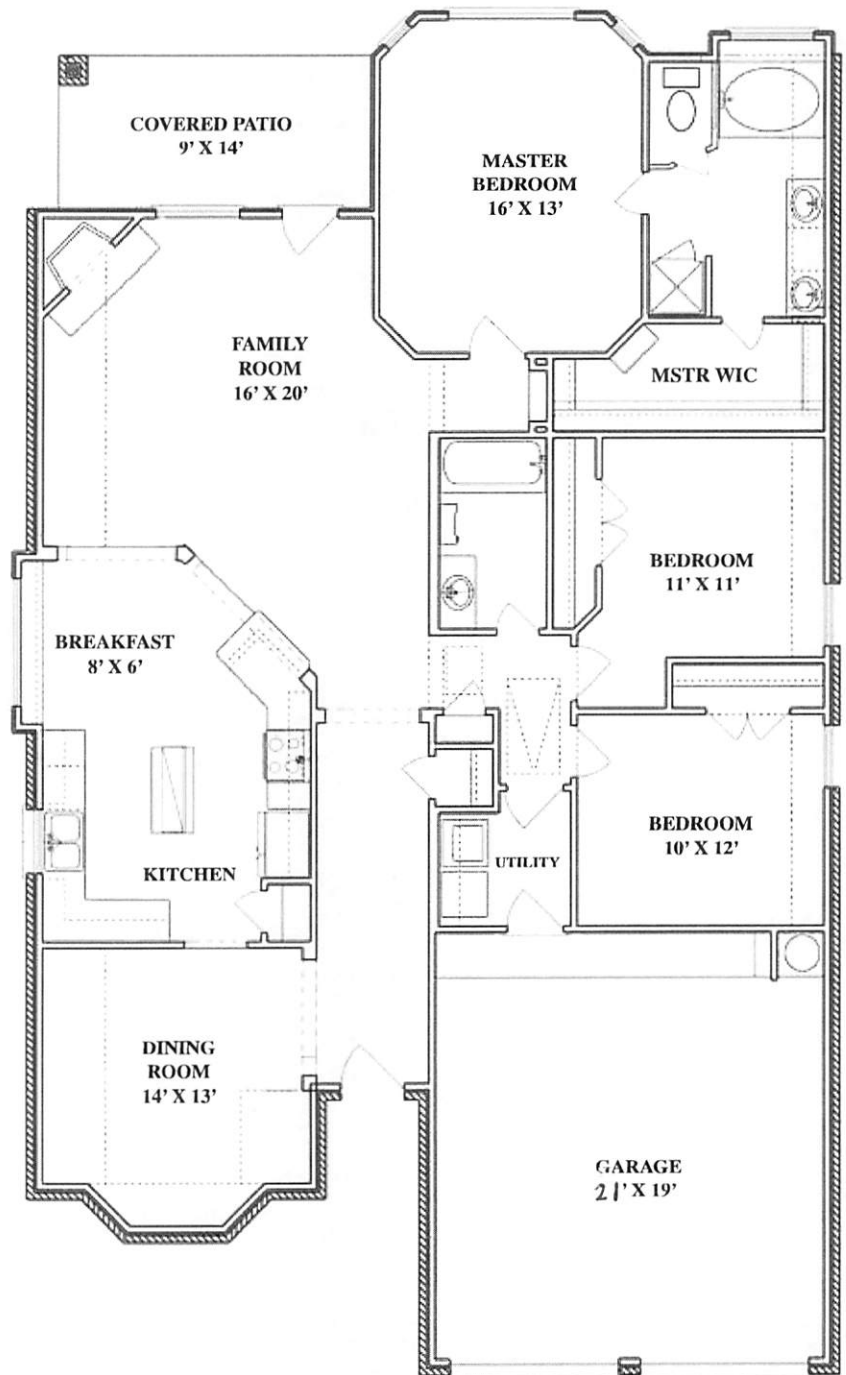 COVERED PATIO
9' X 14'
MASTER
BEDROOM
16' X 13'
FAMILY
ROOM
16' X 20'
MSTR WIC
BEDROOM
11' X 11'
BREAKFAST
8' X 6'
BEDROOM
10' X 12'
UTILITY
KITCHEN
DINING
ROOM
14' X 13'
GARAGE
21' X 19'